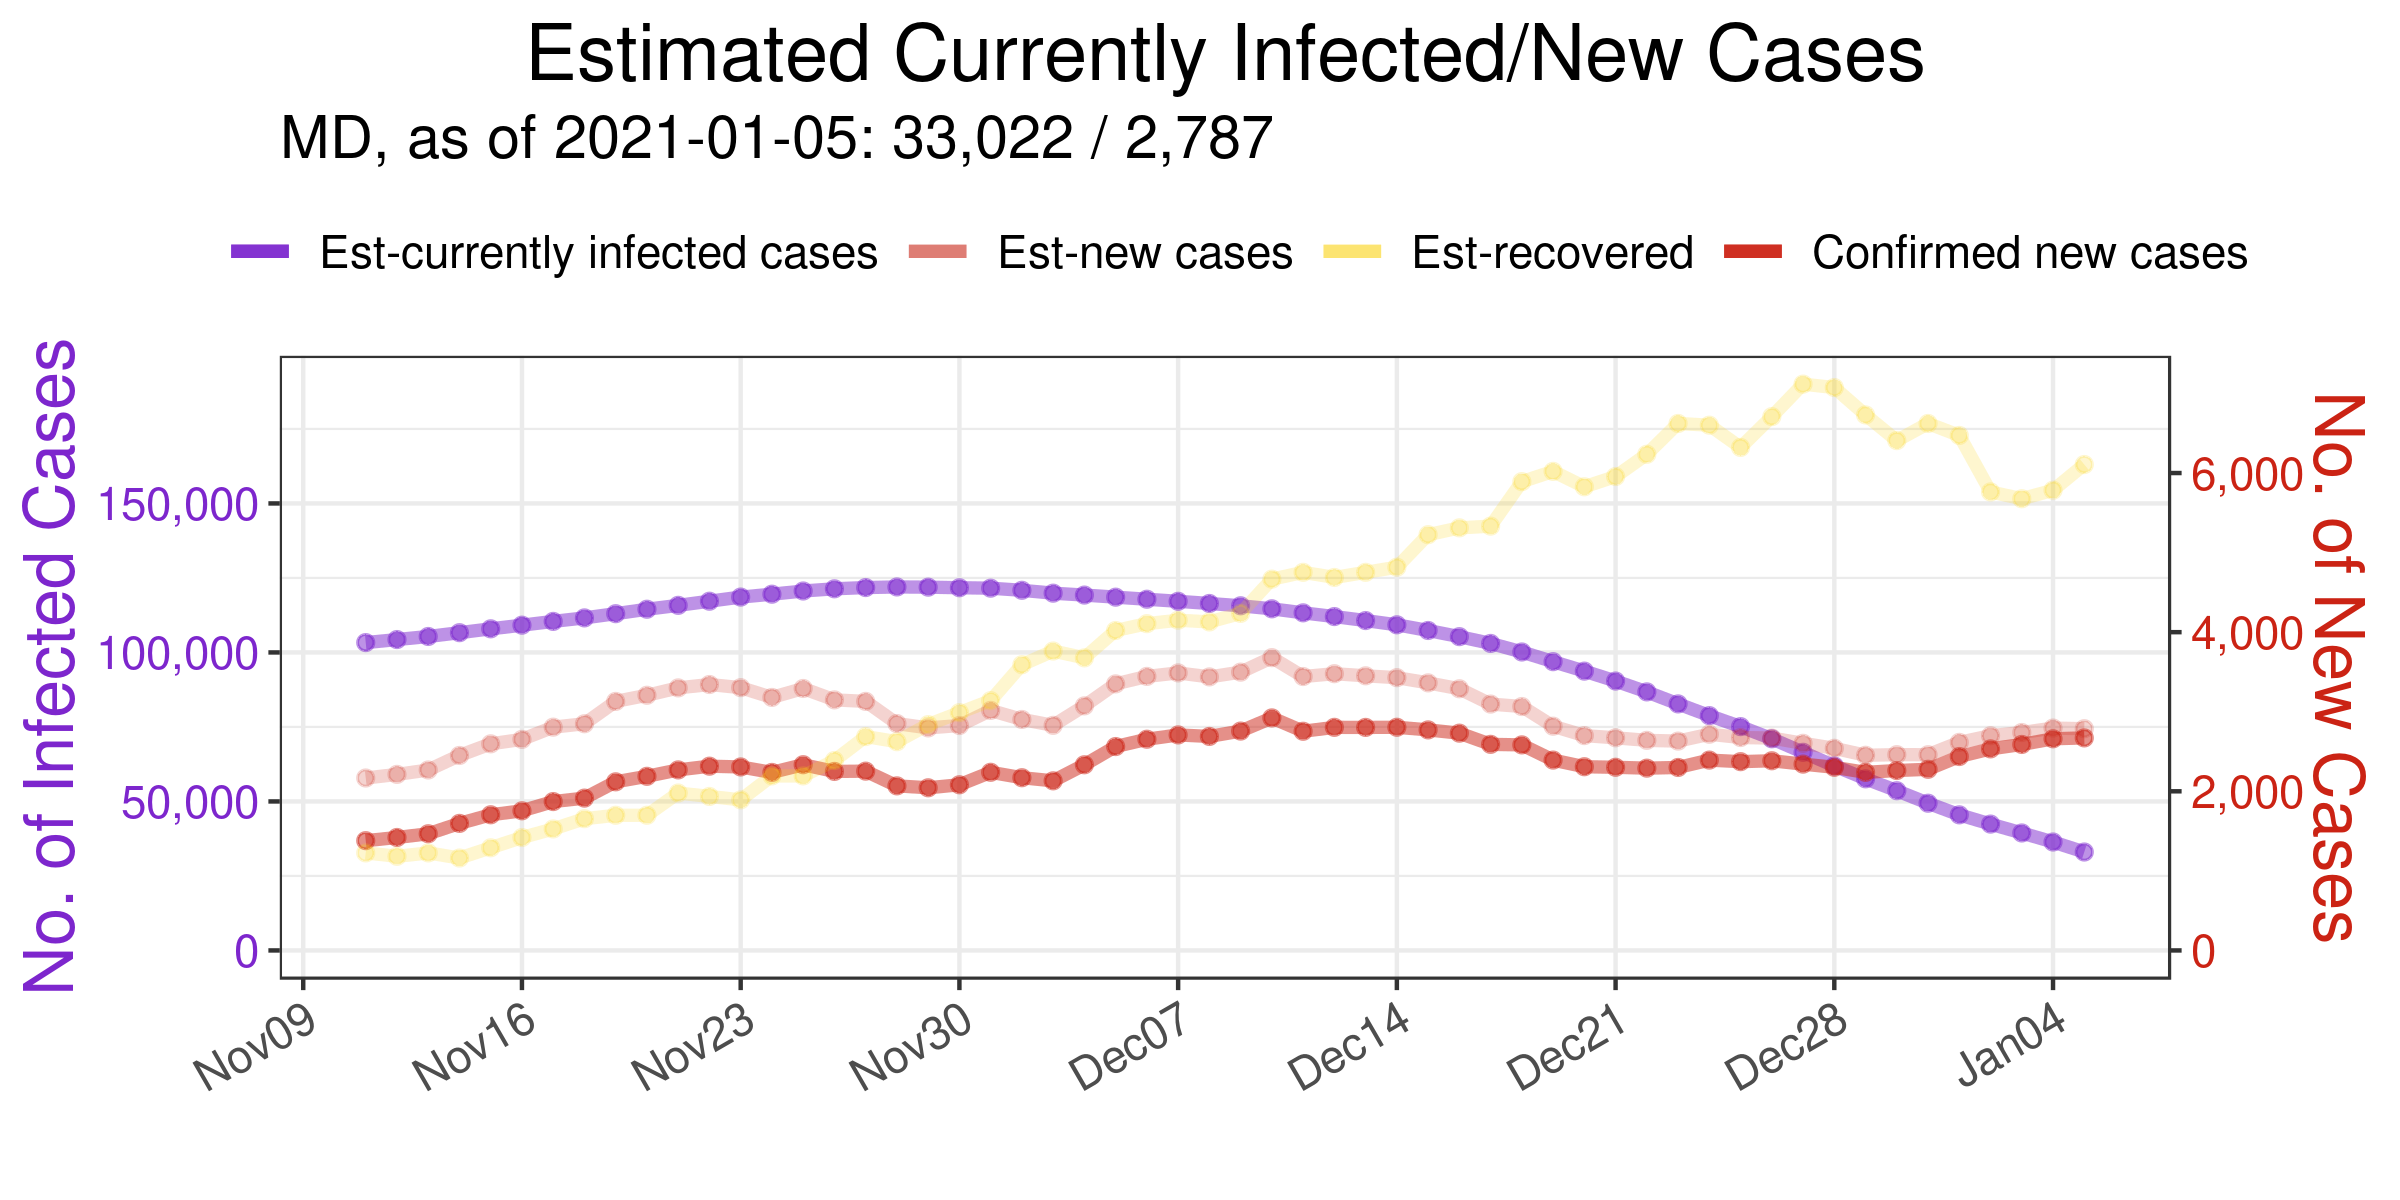 Estimated Currently Infected/New Cases
MD, as of 2021-01-05: 33,022 / 2,787
Est-currently infected cases Est-new cases Est-recovered Confirmed new cases
No. of Infected Cases
150,000
100,000
50,000
0
6,000
4,000
2,000
0
No. of New Cases
Nov09 Nov16 Nov23 Nov30 Dec07 Dec14 Dec21 Dec28 Jan04